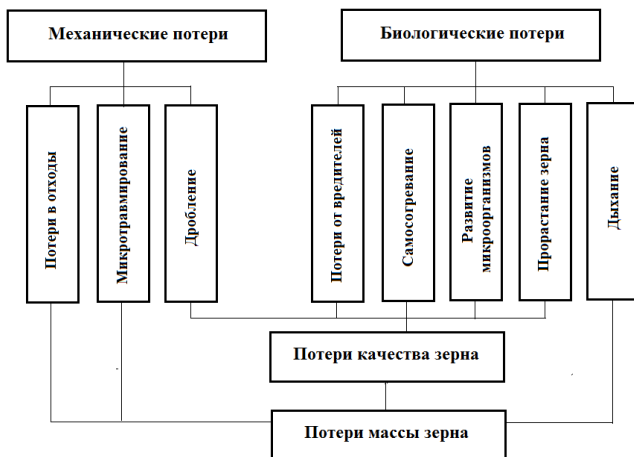 Механические потери
Биологические потери
Потери в отходы
Микротравмирование
Дробление
Потери от вредителей
Самосогревание
Развитие
микроорганизмов
Прорастание зерна
Дыхание
Потери качества зерна
Потери массы зерна